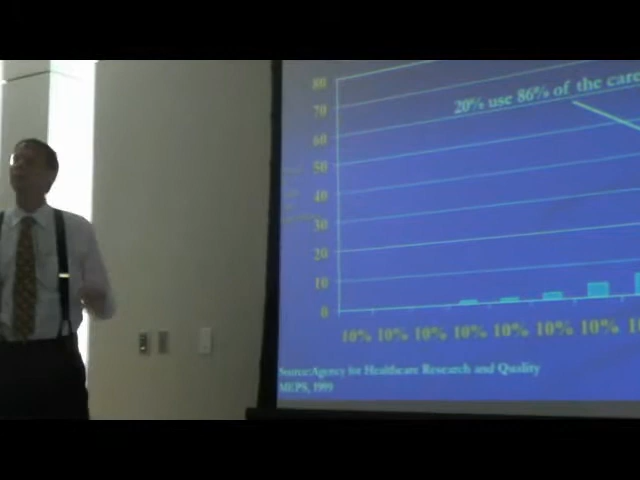 80
20% use 86% of the care
70
60
50
40
30
20
10
0
10% 10% 10% 10% 10% 10% 10%
Source:Agency for Healthcare Research and Quality
MEPS, 1999